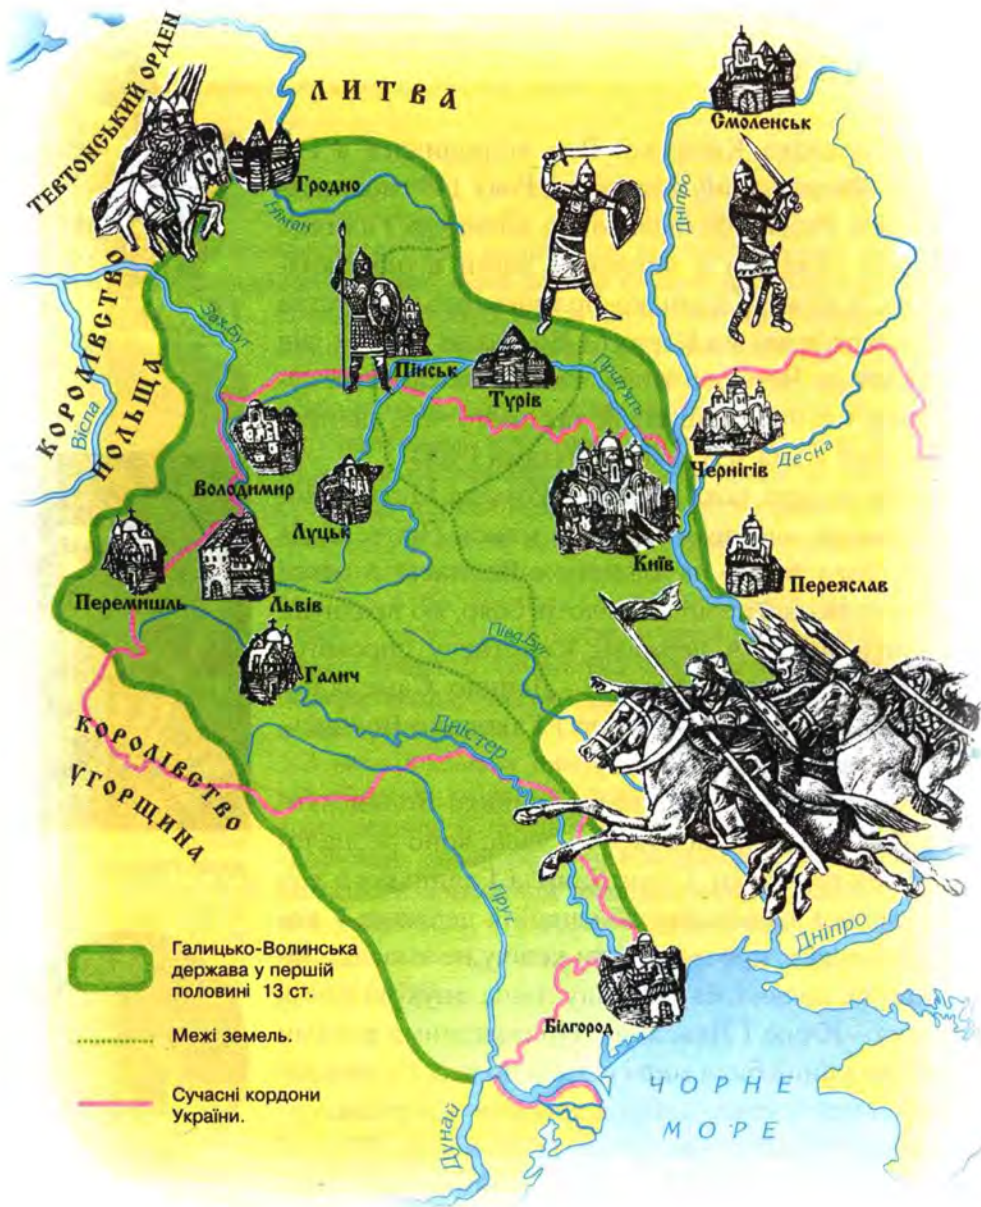 ТЕВТОНСЬКИЙ ОРДЕН
ЛИТВА
Смоленськ
Гродно
Німан
Дніпро
КОРОЛІВСТВО
ПОЛЬЩА
Вісла
Зах.Буг
Пінськ
Турів
Прип'ять
Чернігів
Десна
Володимир
Луцьк
Київ
Переяслав
Перемишль
Львів
Галич
Півд.Буг
Дністер
КОРОЛІВСТВО
УГОРЩИНА
Прут
Дніпро
Білгород
Дунай
ЧОРНЕ
МОРЕ
Галицько-Волинська
держава у першій
половині 13 ст.
Межі земель.
Сучасні кордони
України.